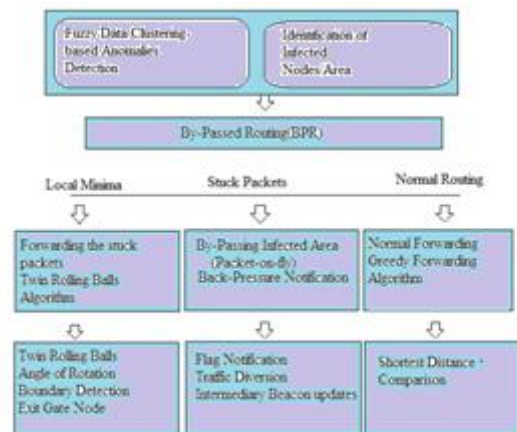 Fuzzy Data Clustering
based Anomalies
Detection
Identification of
Infected
Nodes Area
By-Passed Routing(BPR)
Local Minima
Stuck Packets
Normal Routing
Forwarding the stuck
packets
Twin Rolling Balls
Algorithm
By-Passing Infected Area
(Packet-on-fly)
Back-Pressure Notification
Normal Forwarding
Greedy Forwarding
Algorithm
Twin Rolling Balls
Angle of Rotation
Boundary Detection
Exit Gate Node
Flag Notification
Traffic Diversion
Intermediary Beacon updates
Shortest Distance
Comparison